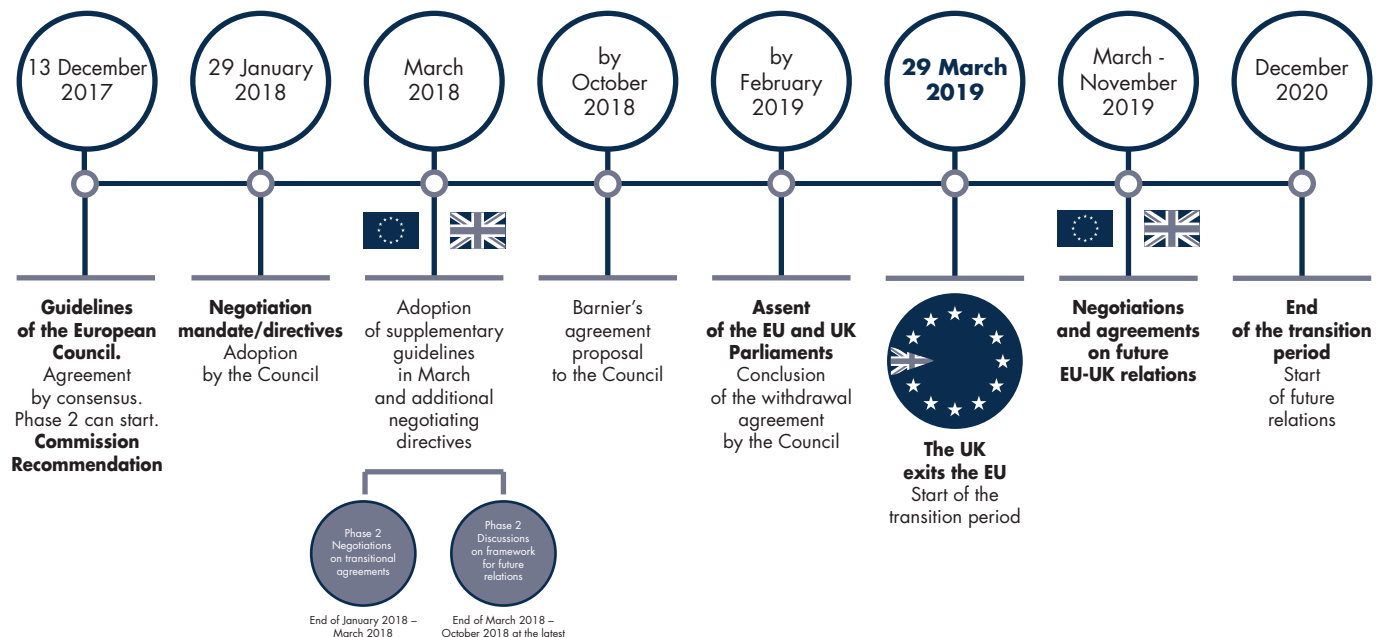 13 December
2017
29 January
2018
March
2018
by
October
2018
by
February
2019
29 March
2019
March -
November
2019
December
2020
Guidelines
of the European
Council.
Agreement
by consensus.
Phase 2 can start.
Commission
Recommendation
Negotiation
mandate/directives
Adoption
by the Council
Adoption
of supplementary
guidelines
in March
and additional
negotiating
directives
Phase 2
Negotiations
on transitional
agreements
End of January 2018 –
March 2018
Phase 2
Discussions
on framework
for future
relations
End of March 2018 –
October 2018 at the latest
Barnier's
agreement
proposal
to the Council
Assent
of the EU and UK
Parliaments
Conclusion
of the withdrawal
agreement
by the Council
The UK
exits the EU
Start of the
transition period
Negotiations
and agreements
on future
EU-UK relations
End
of the transition
period
Start
of future
relations